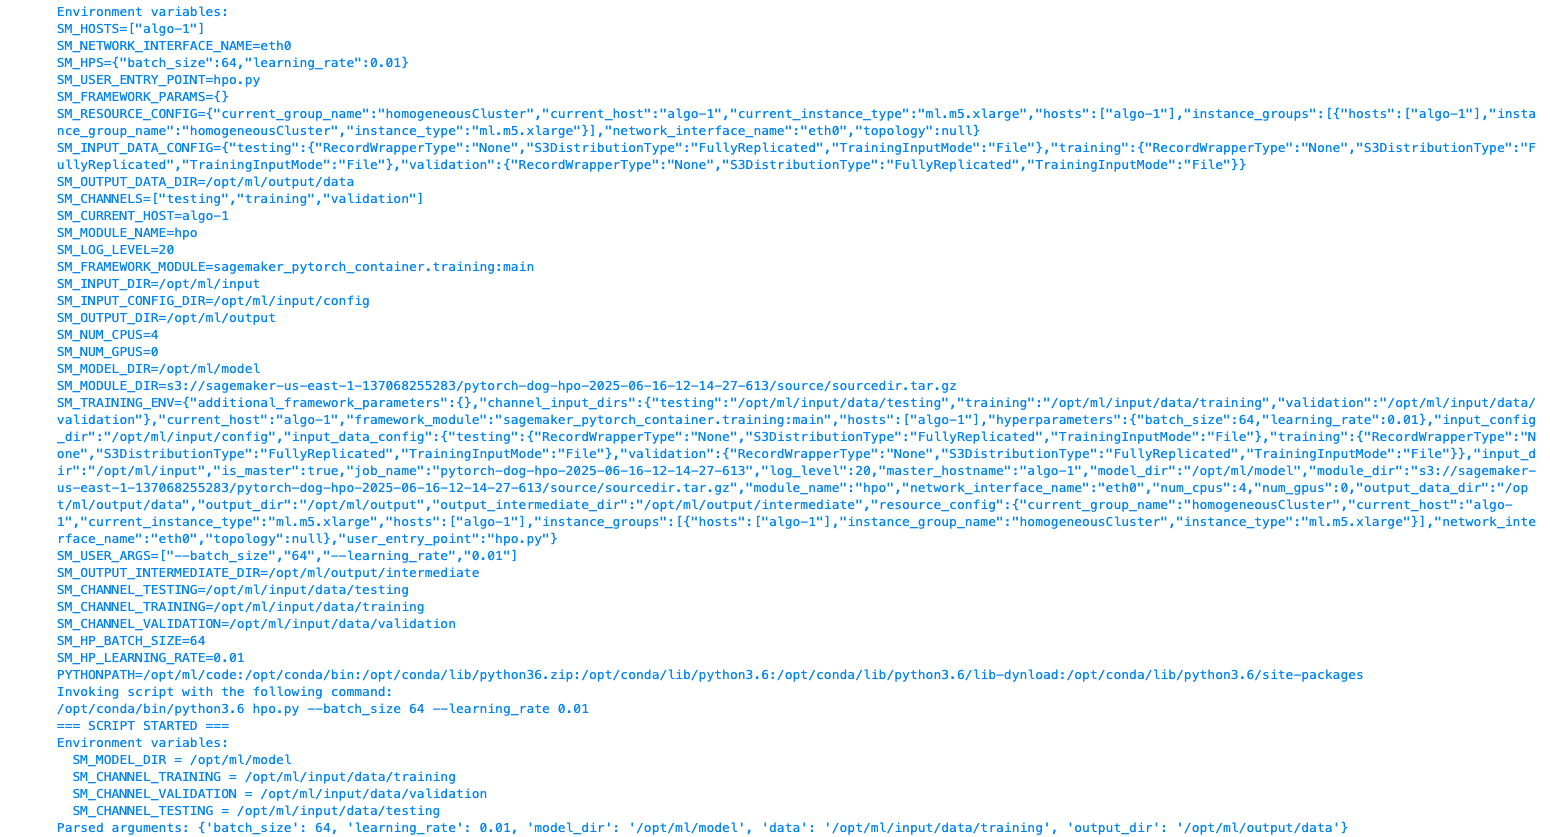 Environment variables:
SM_HOSTS=["algo-1"]
SM_NETWORK_INTERFACE_NAME=eth0
SM_HPS={"batch_size":64,"learning_rate":0.01}
SM_USER_ENTRY_POINT=hpo.py
SM_FRAMEWORK_PARAMS={}
SM_RESOURCE_CONFIG={"current_group_name":"homogeneousCluster","current_host":"algo-1","current_instance_type":"ml.m5.xlarge","hosts":["algo-1"],"instance_groups":[{"hosts":["algo-1"],"insta
nce_group_name":"homogeneousCluster","instance_type":"ml.m5.xlarge"}],"network_interface_name":"eth0","topology":null}
SM_INPUT_DATA_CONFIG={"testing":{"RecordWrapperType":"None","S3DistributionType":"FullyReplicated","TrainingInputMode":"File"},"training":{"RecordWrapperType":"None","S3DistributionType":"F
ullyReplicated","TrainingInputMode":"File"},"validation":{"RecordWrapperType":"None","S3DistributionType":"FullyReplicated","TrainingInputMode":"File"}}
SM_OUTPUT_DATA_DIR=/opt/ml/output/data
SM_CHANNELS=["testing","training","validation"]
SM_CURRENT_HOST=algo-1
SM_MODULE_NAME=hpo
SM_LOG_LEVEL=20
SM_FRAMEWORK_MODULE=sagemaker_pytorch_container.training:main
SM_INPUT_DIR=/opt/ml/input
SM_INPUT_CONFIG_DIR=/opt/ml/input/config
SM_OUTPUT_DIR=/opt/ml/output
SM_NUM_CPUS=4
SM_NUM_GPUS=0
SM_MODEL_DIR=/opt/ml/model
SM_MODULE_DIR=s3://sagemaker-us-east-1-137068255283/pytorch-dog-hpo-2025-06-16-12-14-27-613/source/sourcedir.tar.gz
SM_TRAINING_ENV={"additional_framework_parameters":{},"channel_input_dirs":{"testing":"/opt/ml/input/data/testing","training":"/opt/ml/input/data/training","validation":"/opt/ml/input/data/
validation"},"current_host":"algo-1","framework_module":"sagemaker_pytorch_container.training:main","hosts":["algo-1"],"hyperparameters":{"batch_size":64,"learning_rate":0.01},"input_config
_dir":"/opt/ml/input/config","input_data_config":{"testing":{"RecordWrapperType":"None","S3DistributionType":"FullyReplicated","TrainingInputMode":"File"},"training":{"RecordWrapperType":"N
one","S3DistributionType":"FullyReplicated","TrainingInputMode":"File"},"validation":{"RecordWrapperType":"None","S3DistributionType":"FullyReplicated","TrainingInputMode":"File"}},"input_d
ir":"/opt/ml/input","is_master":true,"job_name":"pytorch-dog-hpo-2025-06-16-12-14-27-613","log_level":20,"master_hostname":"algo-1","model_dir":"/opt/ml/model","module_dir":"s3://sagemaker-
us-east-1-137068255283/pytorch-dog-hpo-2025-06-16-12-14-27-613/source/sourcedir.tar.gz","module_name":"hpo","network_interface_name":"eth0","num_cpus":4,"num_gpus":0,"output_data_dir":"/op
t/ml/output/data","output_dir":"/opt/ml/output","output_intermediate_dir":"/opt/ml/output/intermediate","resource_config":{"current_group_name":"homogeneousCluster","current_host":"algo-
1","current_instance_type":"ml.m5.xlarge","hosts":["algo-1"],"instance_groups":[{"hosts":["algo-1"],"instance_group_name":"homogeneousCluster","instance_type":"ml.m5.xlarge"}],"network_inte
rface_name":"eth0","topology":null},"user_entry_point":"hpo.py"}
SM_USER_ARGS=["--batch_size","64","--learning_rate","0.01"]
SM_OUTPUT_INTERMEDIATE_DIR=/opt/ml/output/intermediate
SM_CHANNEL_TESTING=/opt/ml/input/data/testing
SM_CHANNEL_TRAINING=/opt/ml/input/data/training
SM_CHANNEL_VALIDATION=/opt/ml/input/data/validation
SM_HP_BATCH_SIZE=64
SM_HP_LEARNING_RATE=0.01
PYTHONPATH=/opt/ml/code:/opt/conda/bin:/opt/conda/lib/python36.zip:/opt/conda/lib/python3.6:/opt/conda/lib/python3.6/lib-dynload:/opt/conda/lib/python3.6/site-packages
Invoking script with the following command:
/opt/conda/bin/python3.6 hpo.py --batch_size 64 --learning_rate 0.01
=== SCRIPT STARTED ===
Environment variables:
  SM_MODEL_DIR = /opt/ml/model
  SM_CHANNEL_TRAINING = /opt/ml/input/data/training
  SM_CHANNEL_VALIDATION = /opt/ml/input/data/validation
  SM_CHANNEL_TESTING = /opt/ml/input/data/testing
Parsed arguments: {'batch_size': 64, 'learning_rate': 0.01, 'model_dir': '/opt/ml/model', 'data': '/opt/ml/input/data/training', 'output_dir': '/opt/ml/output/data'}